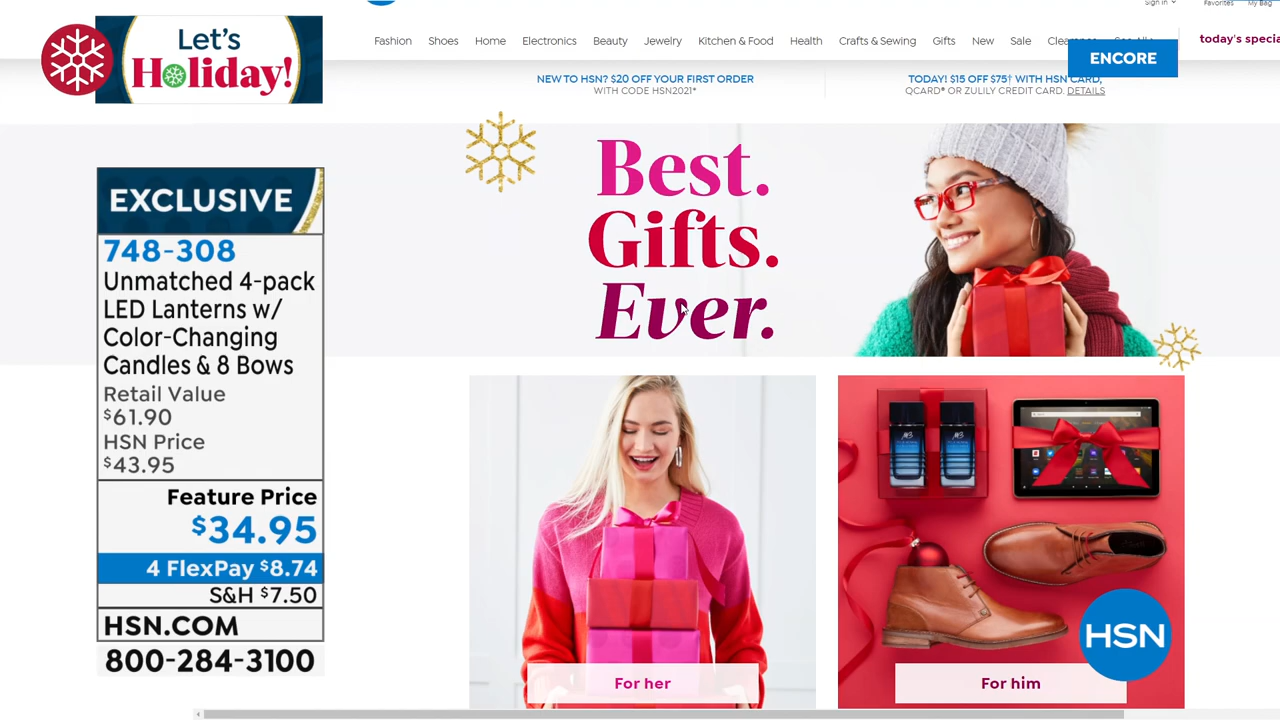 Let's
Holiday!
Sign In
Favorites
My Bag
Fashion
Shoes
Home
Electronics
Beauty
Jewelry
Kitchen & Food
Health
Crafts & Sewing
Gifts
New
Sale
today's specia
ENCORE
NEW TO HSN? $20 OFF YOUR FIRST ORDER
WITH CODE HSN2021*
TODAY! $15 OFF $75† WITH HSN CARD,
QCARD® OR ZULILY CREDIT CARD. DETAILS
EXCLUSIVE
748-308
Unmatched 4-pack
LED Lanterns w/
Color-Changing
Candles & 8 Bows
Retail Value
$61.90
HSN Price
$43.95
Feature Price
$34.95
4 FlexPay $8.74
S&H $7.50
HSN.COM
800-284-3100
Best.
Gifts.
Ever.
For her
For him
HSN